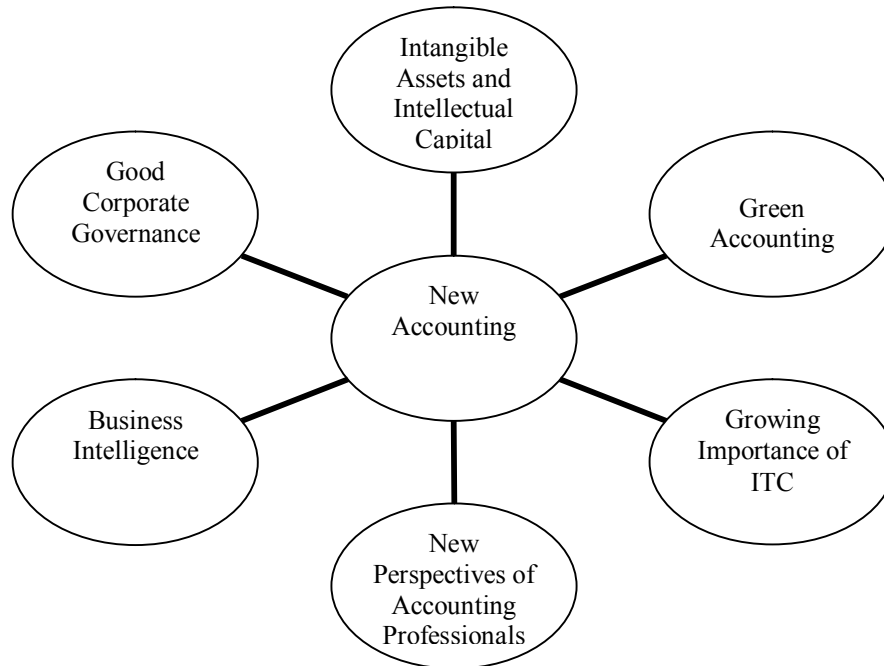 Intangible
Assets and
Intellectual
Capital
Good
Corporate
Governance
Green
Accounting
New
Accounting
Business
Intelligence
Growing
Importance of
ITC
New
Perspectives of
Accounting
Professionals